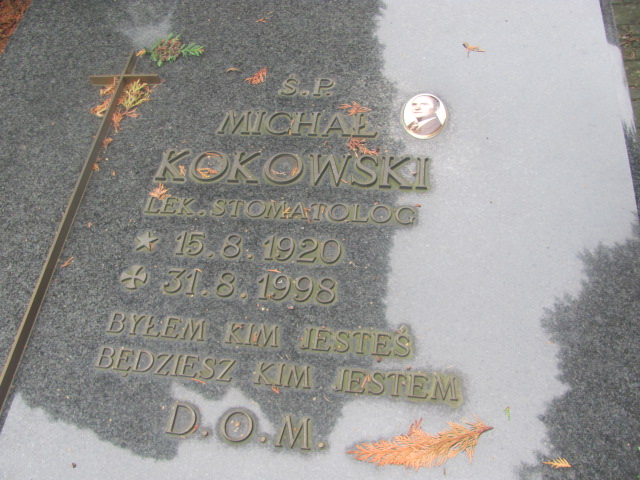 Ś.P.
MICHAŁ
KOKOWSKI
LEK. STOMATOLOG
15.8.1920
31.8.1998
BYŁEM KIM JESTEŚ
BĘDZIESZ KIM JESTEM
D.O.M.